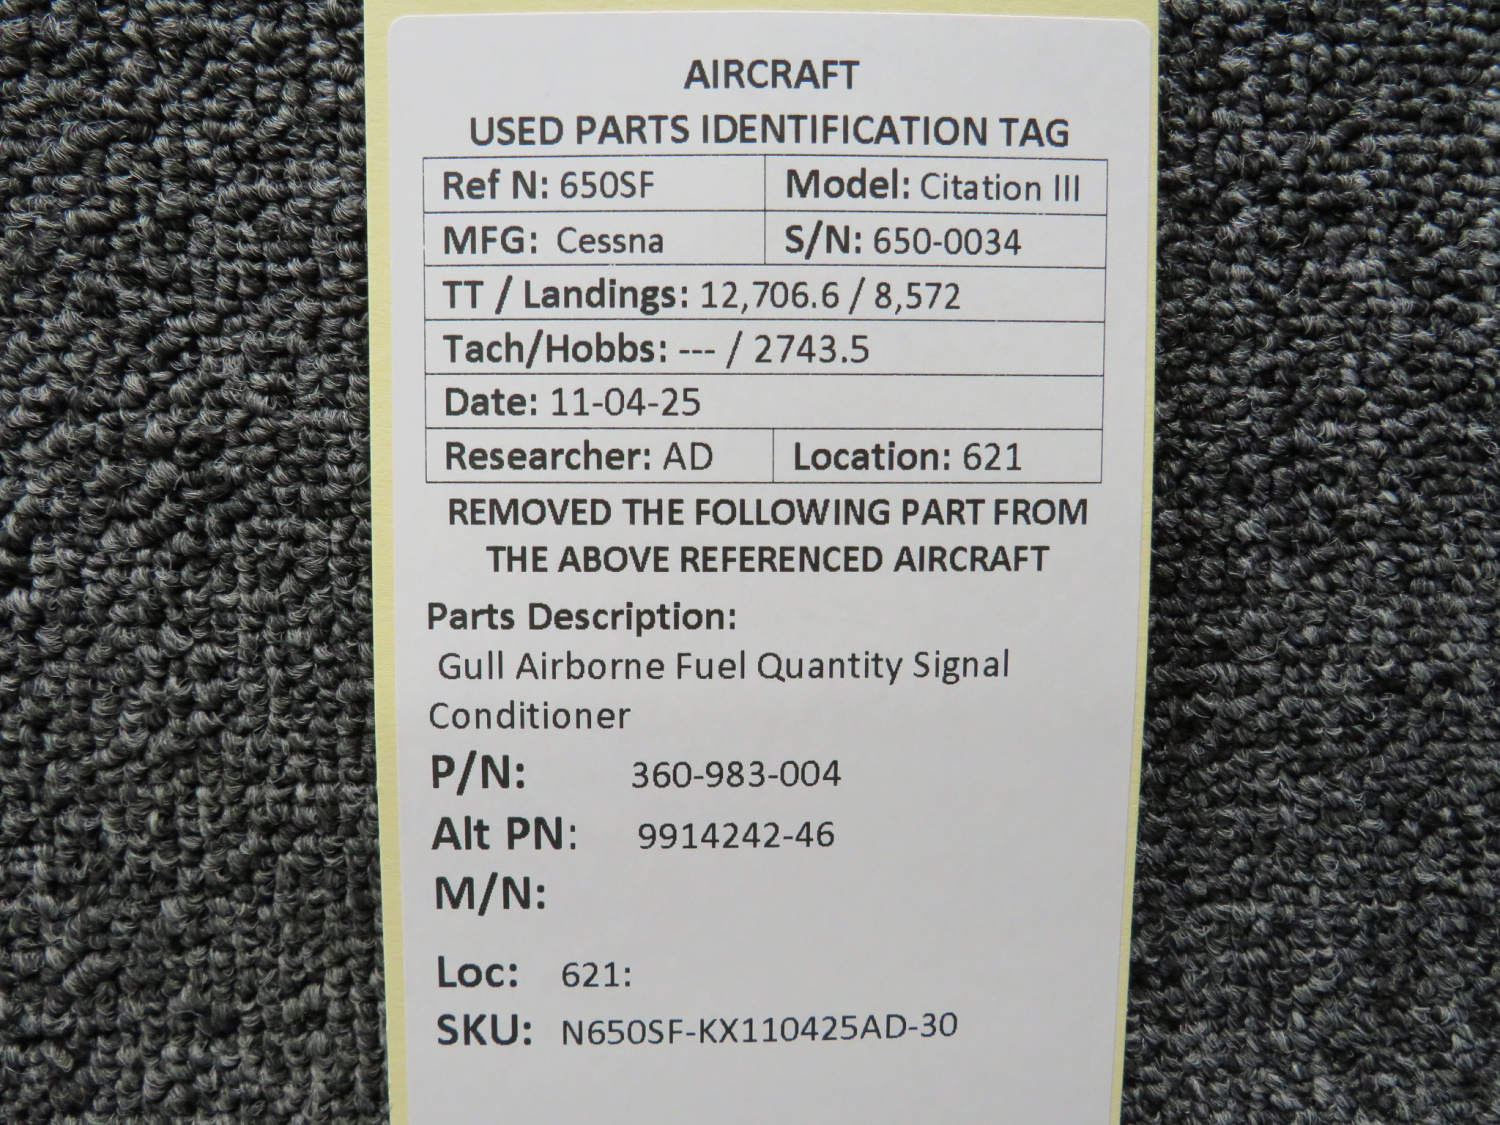 AIRCRAFT
USED PARTS IDENTIFICATION TAG
Ref N: 650SF Model: Citation III
MFG: Cessna S/N: 650-0034
TT / Landings: 12,706.6 / 8,572
Tach/Hobbs: --- / 2743.5
Date: 11-04-25
Researcher: AD Location: 621
REMOVED THE FOLLOWING PART FROM
THE ABOVE REFERENCED AIRCRAFT
Parts Description:
Gull Airborne Fuel Quantity Signal
Conditioner
P/N: 360-983-004
Alt PN: 9914242-46
M/N:
Loc: 621:
SKU: N650SF-KX110425AD-30